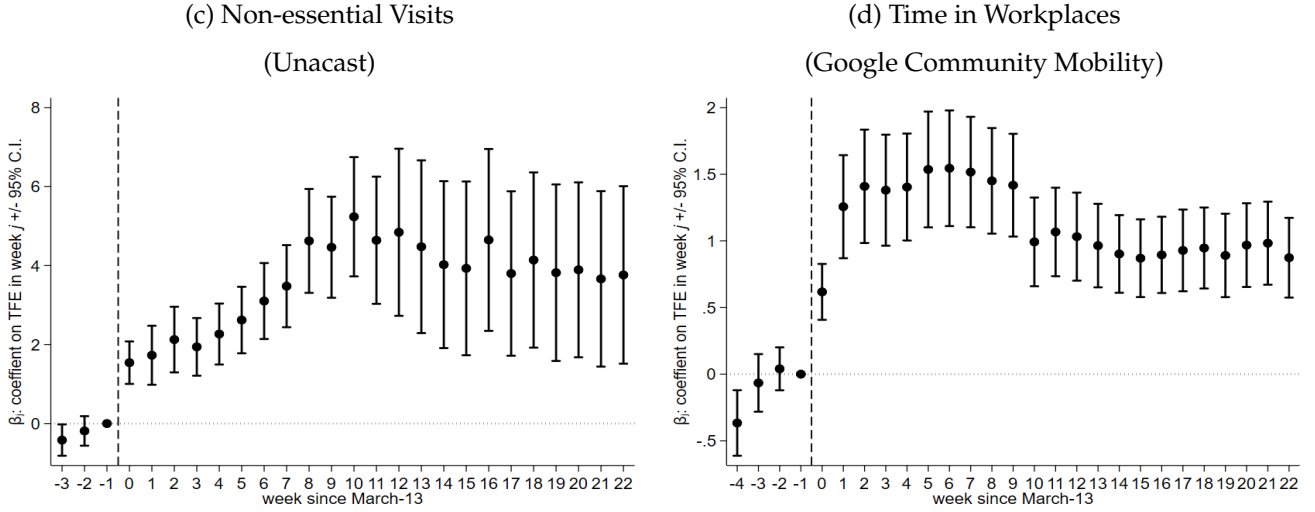 (c) Non-essential Visits
(Unacast)
8
6
4
2
0
βj: coeffient on TFE in week j +/- 95% C.I.
-3 -2 -1 0 1 2 3 4 5 6 7 8 9 10 11 12 13 14 15 16 17 18 19 20 21 22
week since March-13
(d) Time in Workplaces
(Google Community Mobility)
2
1.5
1
.5
0
-.5
βj: coeffient on TFE in week j +/- 95% C.I.
-4 -3 -2 -1 0 1 2 3 4 5 6 7 8 9 10 11 12 13 14 15 16 17 18 19 20 21 22
week since March-13